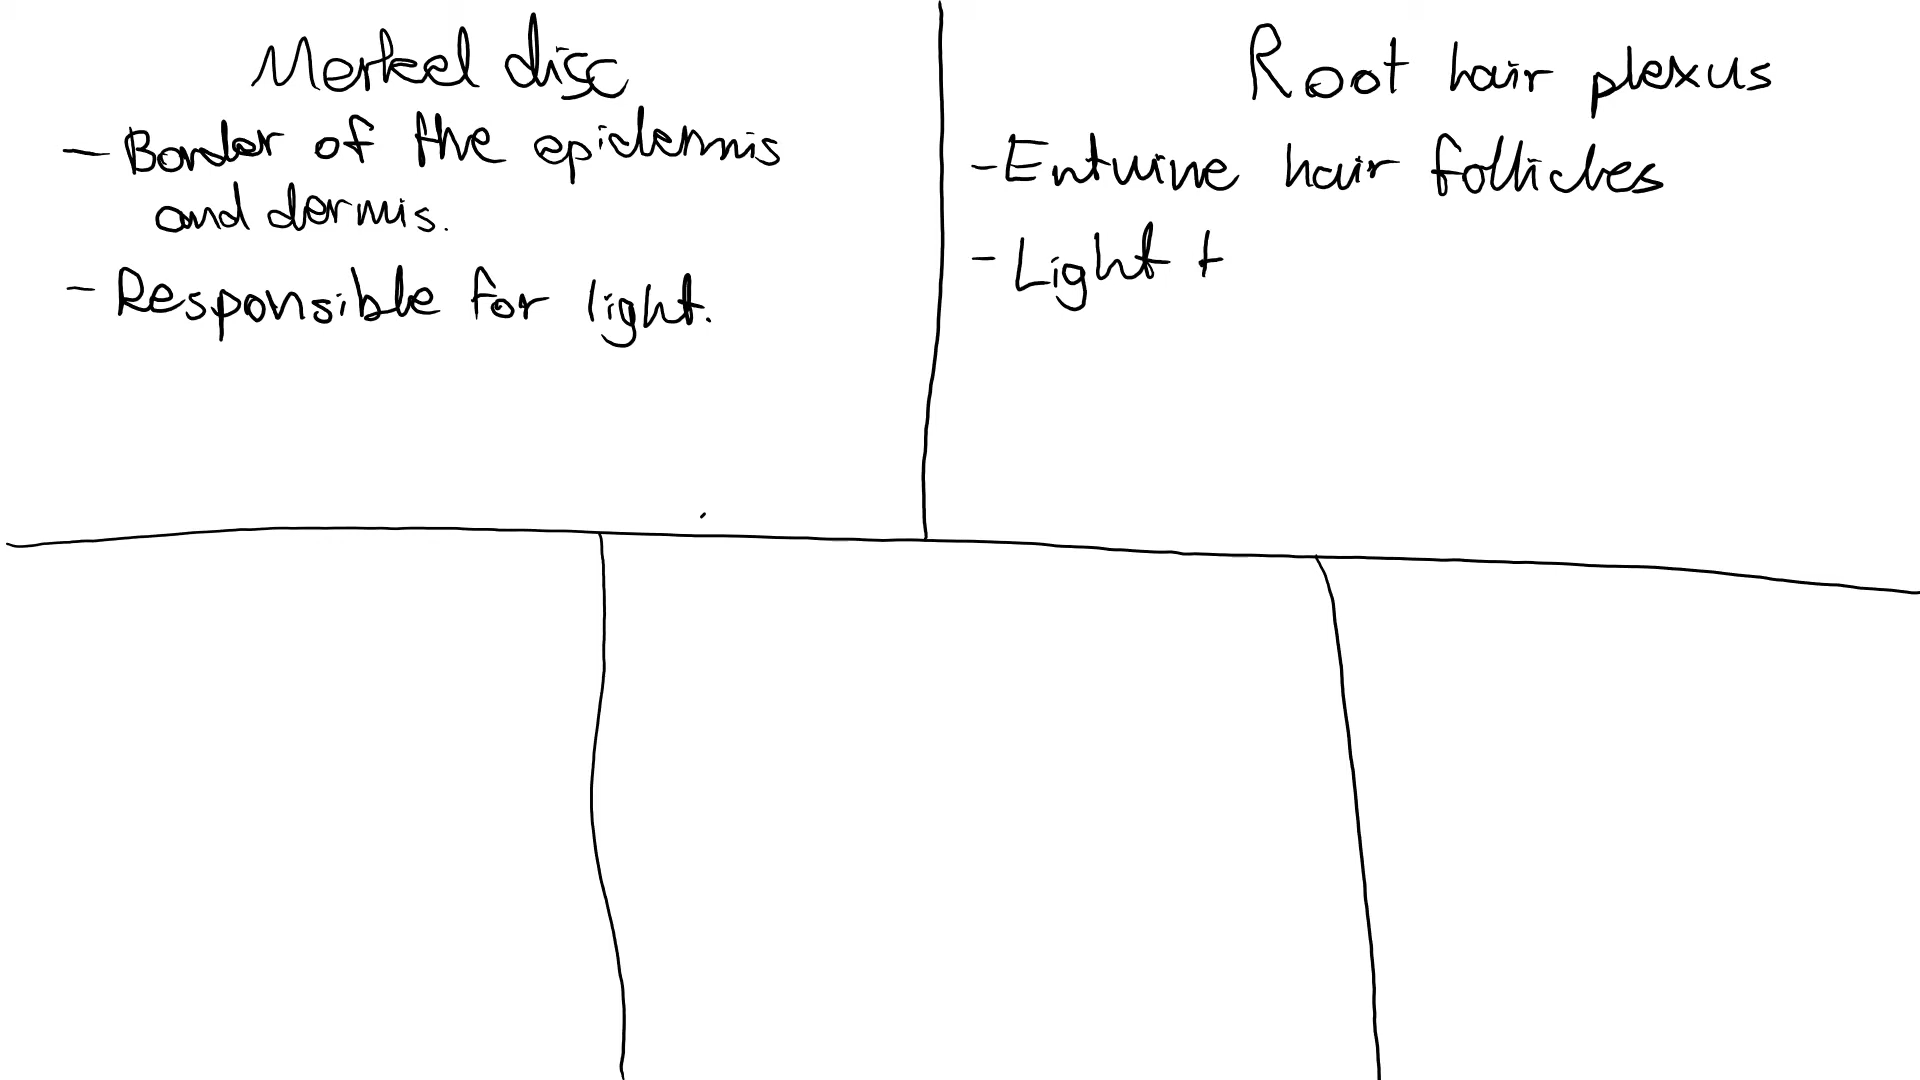 Merkel disc
- Border of the epidermis
and dermis.
- Responsible for light.
Root hair plexus
- Entwine hair follicles
- Light t